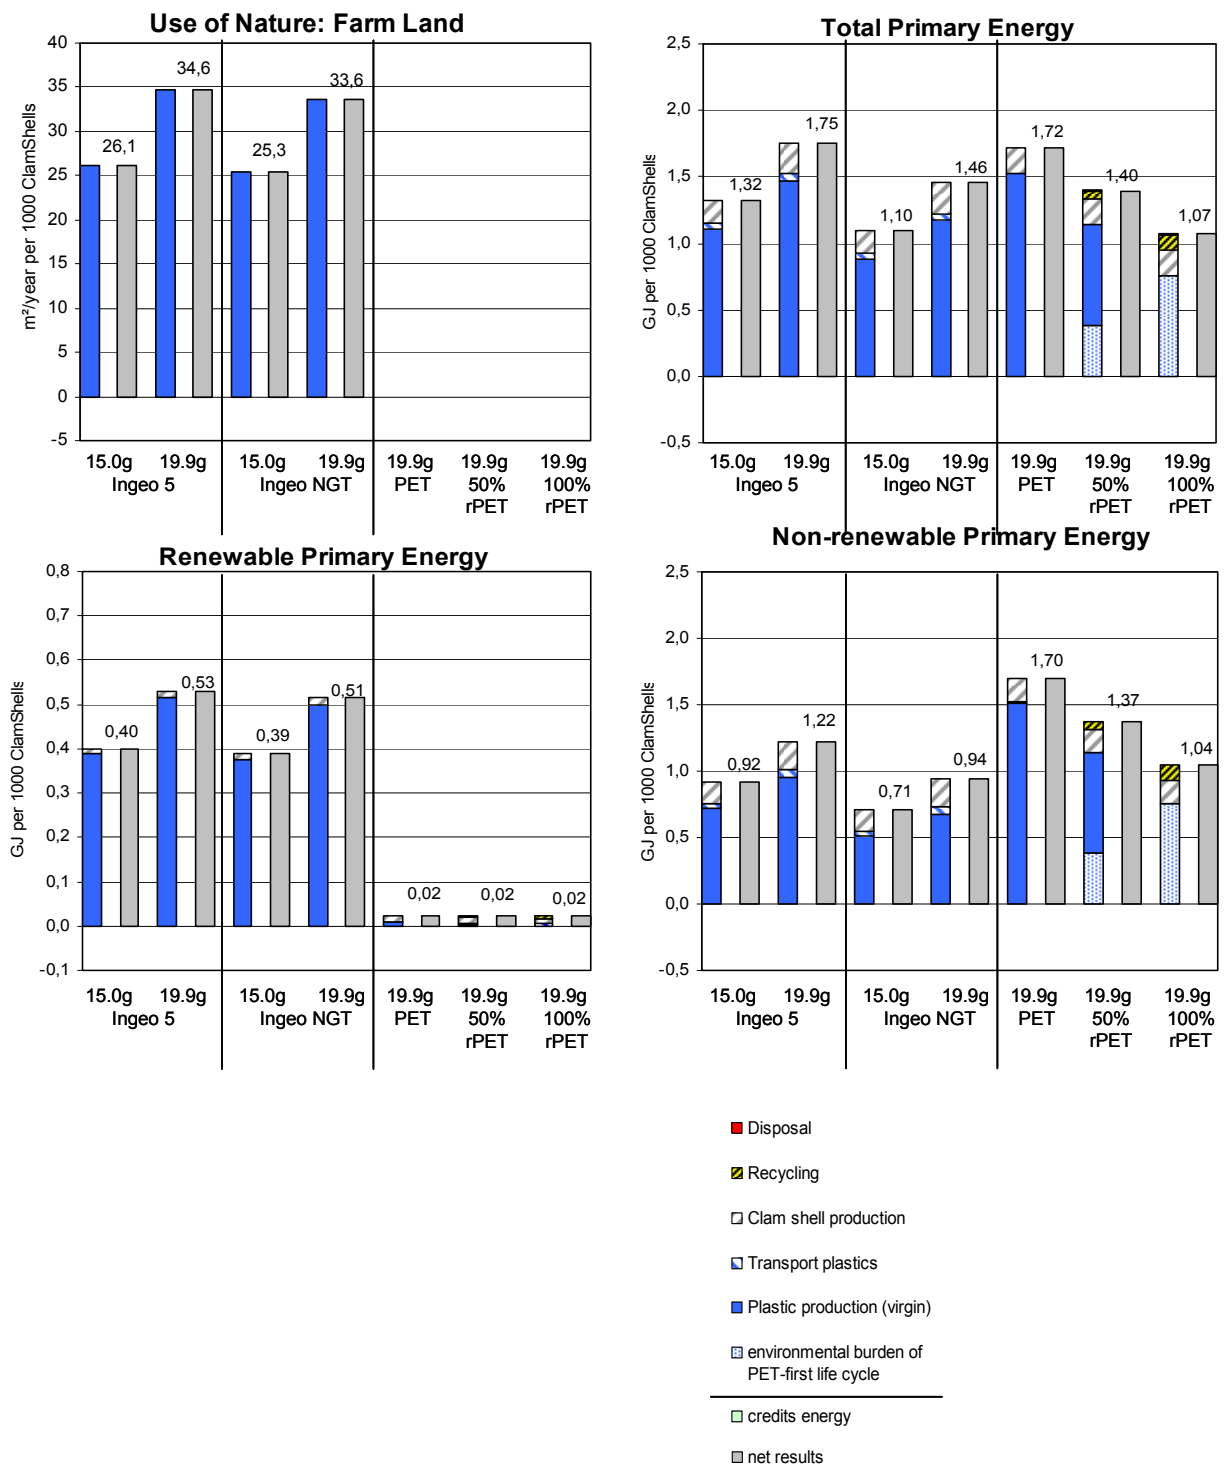 Use of Nature: Farm Land
m²/year per 1000 ClamShells
40
35
30
25
20
15
10
5
0
-5
26,1
34,6
25,3
33,6
15.0g 19.9g 15.0g 19.9g 19.9g 19.9g 19.9g
Ingeo 5 Ingeo NGT PET 50% 100%
rPET rPET
Total Primary Energy
GJ per 1000 ClamShells
2,5
2,0
1,5
1,0
0,5
0,0
-0,5
1,32
1,75
1,10
1,46
1,72
1,40
1,07
15.0g 19.9g 15.0g 19.9g 19.9g 19.9g 19.9g
Ingeo 5 Ingeo NGT PET 50% 100%
rPET rPET
Renewable Primary Energy
GJ per 1000 ClamShells
0,8
0,7
0,6
0,5
0,4
0,3
0,2
0,1
0,0
-0,1
0,40
0,53
0,39
0,51
0,02
0,02
0,02
15.0g 19.9g 15.0g 19.9g 19.9g 19.9g 19.9g
Ingeo 5 Ingeo NGT PET 50% 100%
rPET rPET
Non-renewable Primary Energy
GJ per 1000 ClamShells
2,5
2,0
1,5
1,0
0,5
0,0
-0,5
0,92
1,22
0,71
0,94
1,70
1,37
1,04
15.0g 19.9g 15.0g 19.9g 19.9g 19.9g 19.9g
Ingeo 5 Ingeo NGT PET 50% 100%
rPET rPET
Disposal
Recycling
Clam shell production
Transport plastics
Plastic production (virgin)
environmental burden of
PET-first life cycle
credits energy
net results